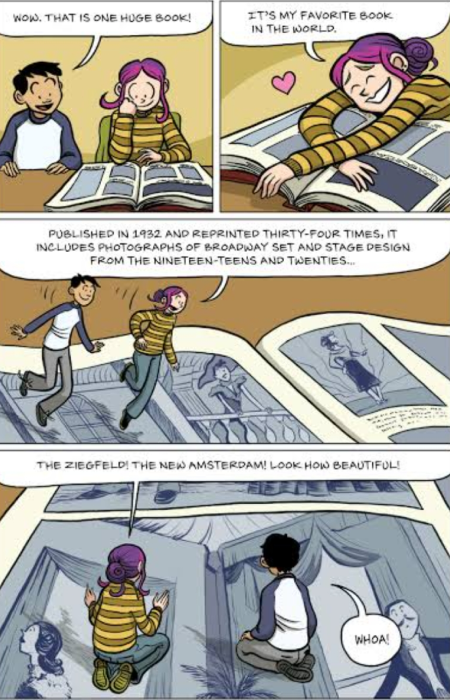 WOW. THAT IS ONE HUGE BOOK!
IT'S MY FAVORITE BOOK
IN THE WORLD.
PUBLISHED IN 1932 AND REPRINTED THIRTY-FOUR TIMES, IT
INCLUDES PHOTOGRAPHS OF BROADWAY SET AND STAGE DESIGN
FROM THE NINETEEN-TEENS AND TWENTIES...
THE ZIEGFELD! THE NEW AMSTERDAM! LOOK HOW BEAUTIFUL!
WHOA!